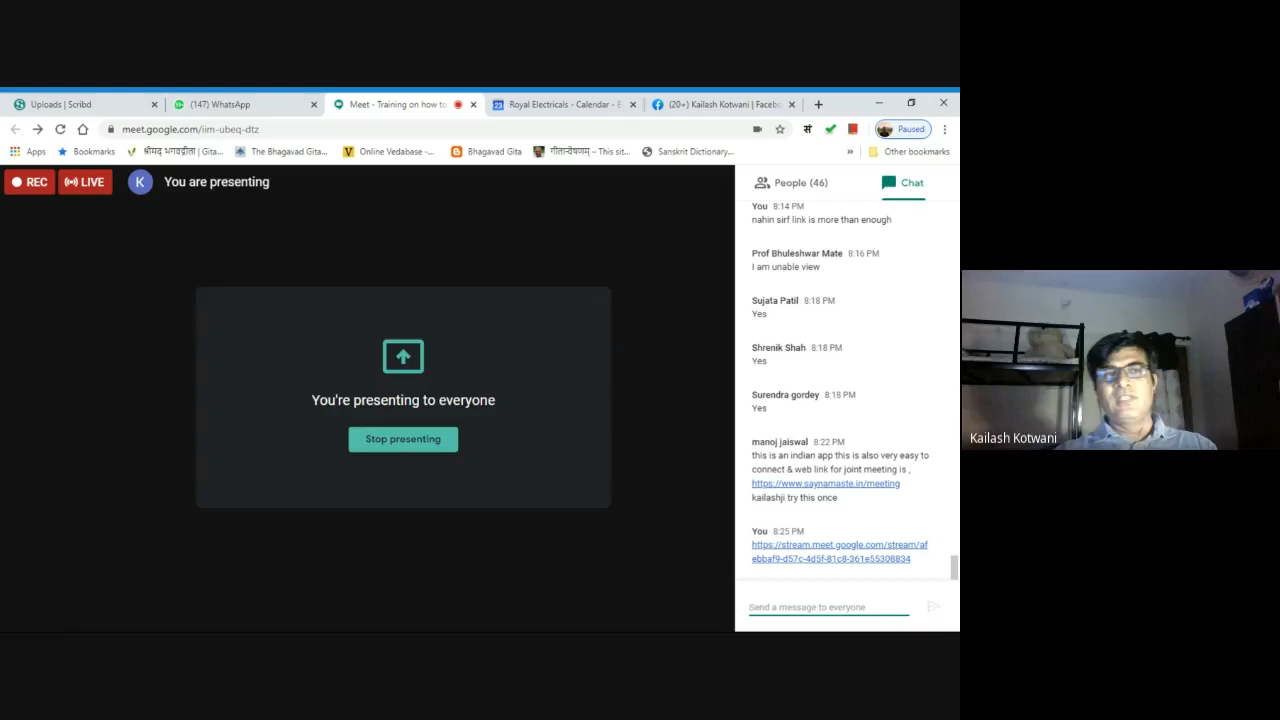 Uploads | Scribd
(147) WhatsApp
Meet - Training on how to
23 Royal Electricals - Calendar - E
(20+) Kailash Kotwani | Facebo
meet.google.com/iim-ubeq-dtz
सं
Paused
Apps
Bookmarks
श्रीमद् भगवद्गीता | Gita...
The Bhagavad Gita...
V Online Vedabase -...
Bhagavad Gita
गीतान्वेषणम् – This sit...
Sanskrit Dictionary...
»
Other bookmarks
REC
LIVE
K You are presenting
People (46)
Chat
You 8:14 PM
nahin sirf link is more than enough
Prof Bhuleshwar Mate 8:16 PM
I am unable view
Sujata Patil 8:18 PM
Yes
Shrenik Shah 8:18 PM
Yes
Surendra gordey 8:18 PM
Yes
manoj jaiswal 8:22 PM
this is an indian app this is also very easy to
connect & web link for joint meeting is ,
https://www.saynamaste.in/meeting
kailashji try this once
You 8:25 PM
https://stream.meet.google.com/stream/af
ebbaf9-d57c-4d5f-81c8-361e55308834
Send a message to everyone
You're presenting to everyone
Stop presenting
Kailash Kotwani